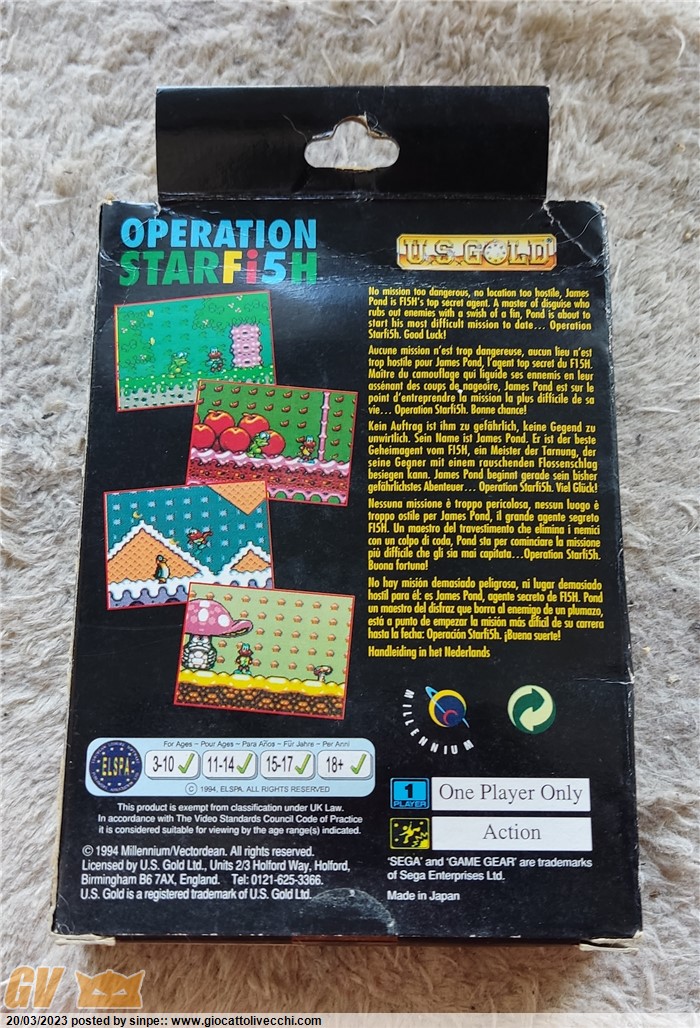 OPERATION
STARFi5H
U.S. GOLD
No mission too dangerous, no location too hostile, James
Pond is FI5H's top secret agent. A master of disguise who
rubs out enemies with a swish of a fin, Pond is about to
start his most difficult mission to date... Operation
Starfi5h. Good Luck!
Aucune mission n'est trop dangereuse, aucun lieu n'est
trop hostile pour James Pond, l'agent top secret du FI5H.
Maître du camouflage qui liquide ses ennemis en leur
assénant des coups de nageoire, James Pond est sur le
point d'entreprendre la mission la plus difficile de sa
vie... Operation Starfi5h. Bonne chance!
Kein Auftrag ist ihm zu gefährlich, keine Gegend zu
unwirtlich. Sein Name ist James Pond. Er ist der beste
Geheimagent vom FI5H, ein Meister der Tarnung, der
seine Gegner mit einem rauschenden Flossenschlag
besiegen kann. James Pond beginnt gerade sein bisher
gefährlichstes Abenteuer... Operation Starfi5h. Viel Glück!
Nessuna missione è troppo pericolosa, nessun luogo è
troppo ostile per James Pond, il grande agente segreto
FI5H. Un maestro del travestimento che elimina i nemici
con un colpo di coda, Pond sta per cominciare la missione
più difficile che gli sia mai capitata...Operation Starfi5h.
Buona fortuna!
No hay misión demasiado peligrosa, ni lugar demasiado
hostil para él: es James Pond, agente secreto de FI5H. Pond
un maestro del disfraz que borra al enemigo de un plumazo,
está a punto de empezar la misión más difícil de su carrera
hasta la fecha: Operación Starfi5h. ¡Buena suerte!
Handleiding in het Nederlands
MILLENNIUM
ELSPA
For Ages ~ Pour Ages ~ Para Años ~ Für Jahre ~ Per Anni
3-10 11-14 15-17 18+
© 1994, ELSPA. ALL RIGHTS RESERVED
This product is exempt from classification under UK Law.
In accordance with The Video Standards Council Code of Practice
it is considered suitable for viewing by the age range(s) indicated.
© 1994 Millennium/Vectordean. All rights reserved.
Licensed by U.S. Gold Ltd., Units 2/3 Holford Way, Holford,
Birmingham B6 7AX, England. Tel: 0121-625-3366.
U.S. Gold is a registered trademark of U.S. Gold Ltd.
1
PLAYER
One Player Only
Action
'SEGA' and 'GAME GEAR' are trademarks
of Sega Enterprises Ltd.
Made in Japan
GV
20/03/2023 posted by sinpe:: www.giocattolivecchi.com